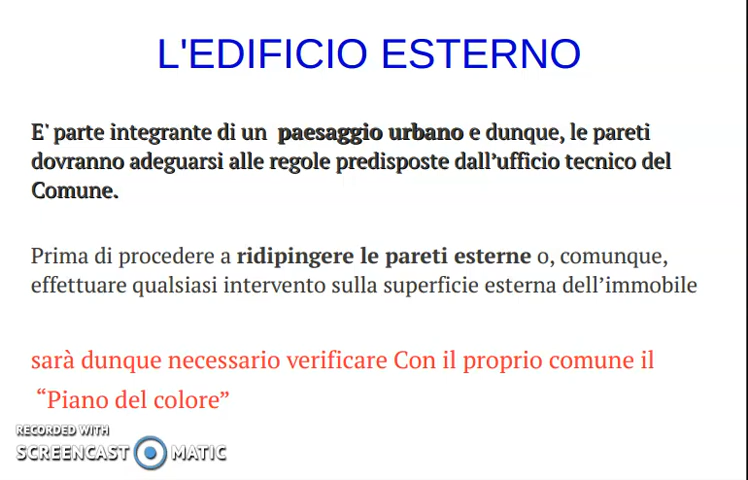 L'EDIFICIO ESTERNO
E' parte integrante di un paesaggio urbano e dunque, le pareti
dovranno adeguarsi alle regole predisposte dall’ufficio tecnico del
Comune.
Prima di procedere a ridipingere le pareti esterne o, comunque,
effettuare qualsiasi intervento sulla superficie esterna dell’immobile
sarà dunque necessario verificare Con il proprio comune il
“Piano del colore”
RECORDED WITH
SCREENCAST MATIC